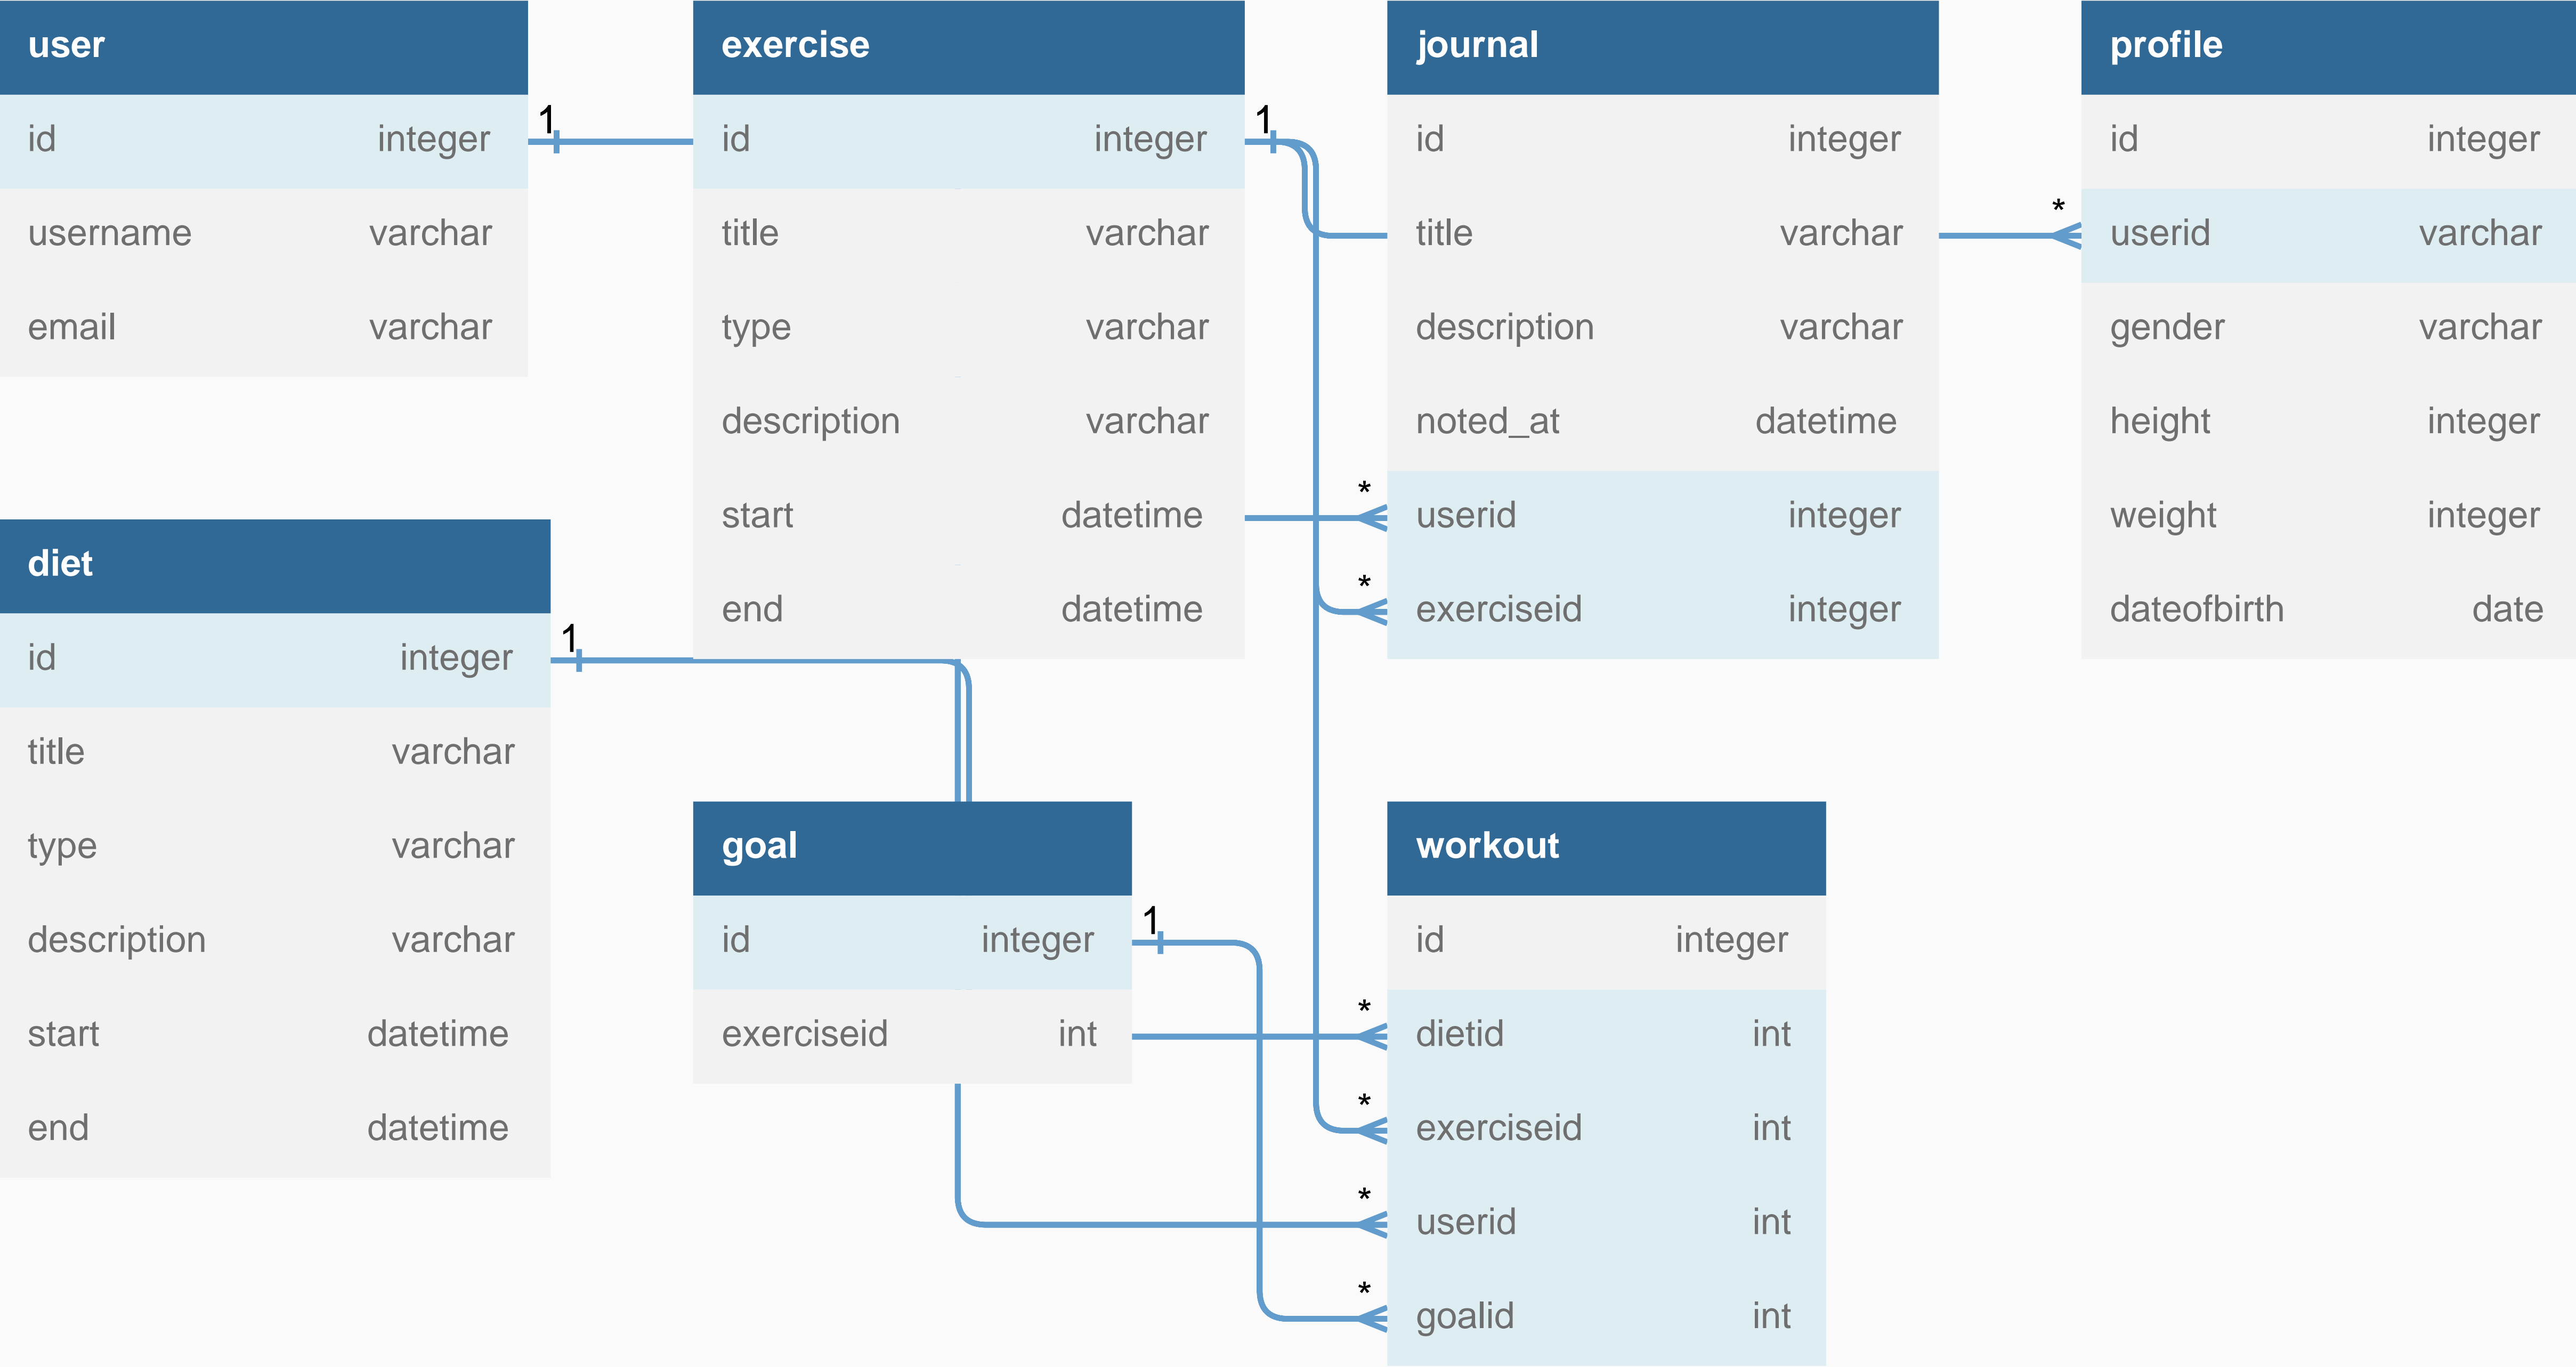 user
id integer
username varchar
email varchar
exercise
id integer
title varchar
type varchar
description varchar
start datetime
end datetime
journal
id integer
title varchar
description varchar
noted_at datetime
userid integer
exerciseid integer
profile
id integer
userid varchar
gender varchar
height integer
weight integer
dateofbirth date
diet
id integer
title varchar
type varchar
description varchar
start datetime
end datetime
goal
id integer
exerciseid int
workout
id integer
dietid int
exerciseid int
userid int
goalid int
1
1
*
*
*
1
1
*
*
*
*